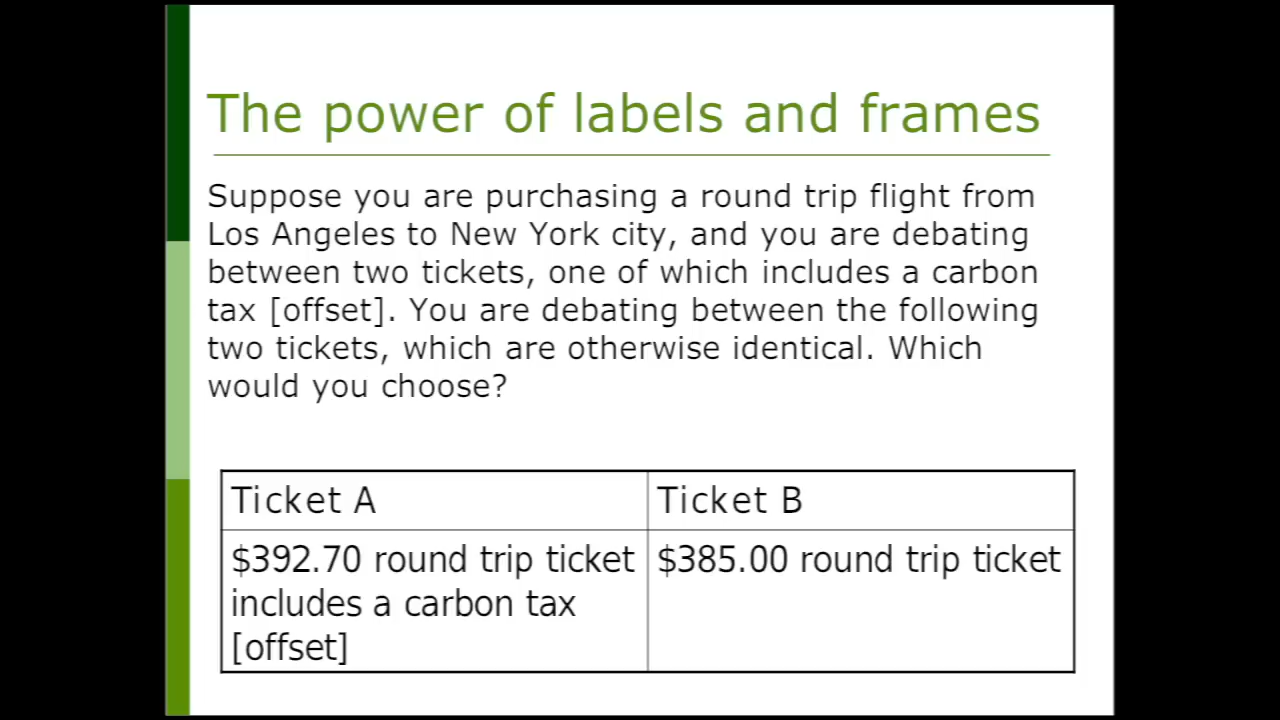 The power of labels and frames
Suppose you are purchasing a round trip flight from
Los Angeles to New York city, and you are debating
between two tickets, one of which includes a carbon
tax [offset]. You are debating between the following
two tickets, which are otherwise identical. Which
would you choose?
Ticket A
Ticket B
$392.70 round trip ticket
includes a carbon tax
[offset]
$385.00 round trip ticket